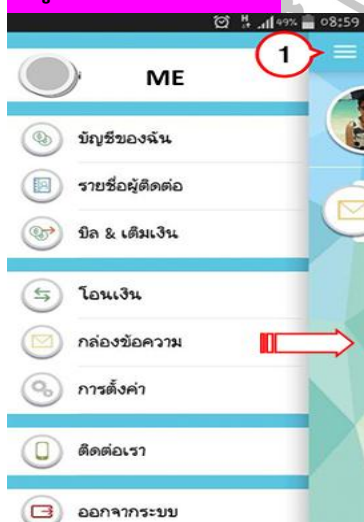 49% 08:59
1
ME
บัญชีของฉัน
รายชื่อผู้ติดต่อ
บิล & เติมเงิน
โอนเงิน
กล่องข้อความ
การตั้งค่า
ติดต่อเรา
ออกจากระบบ